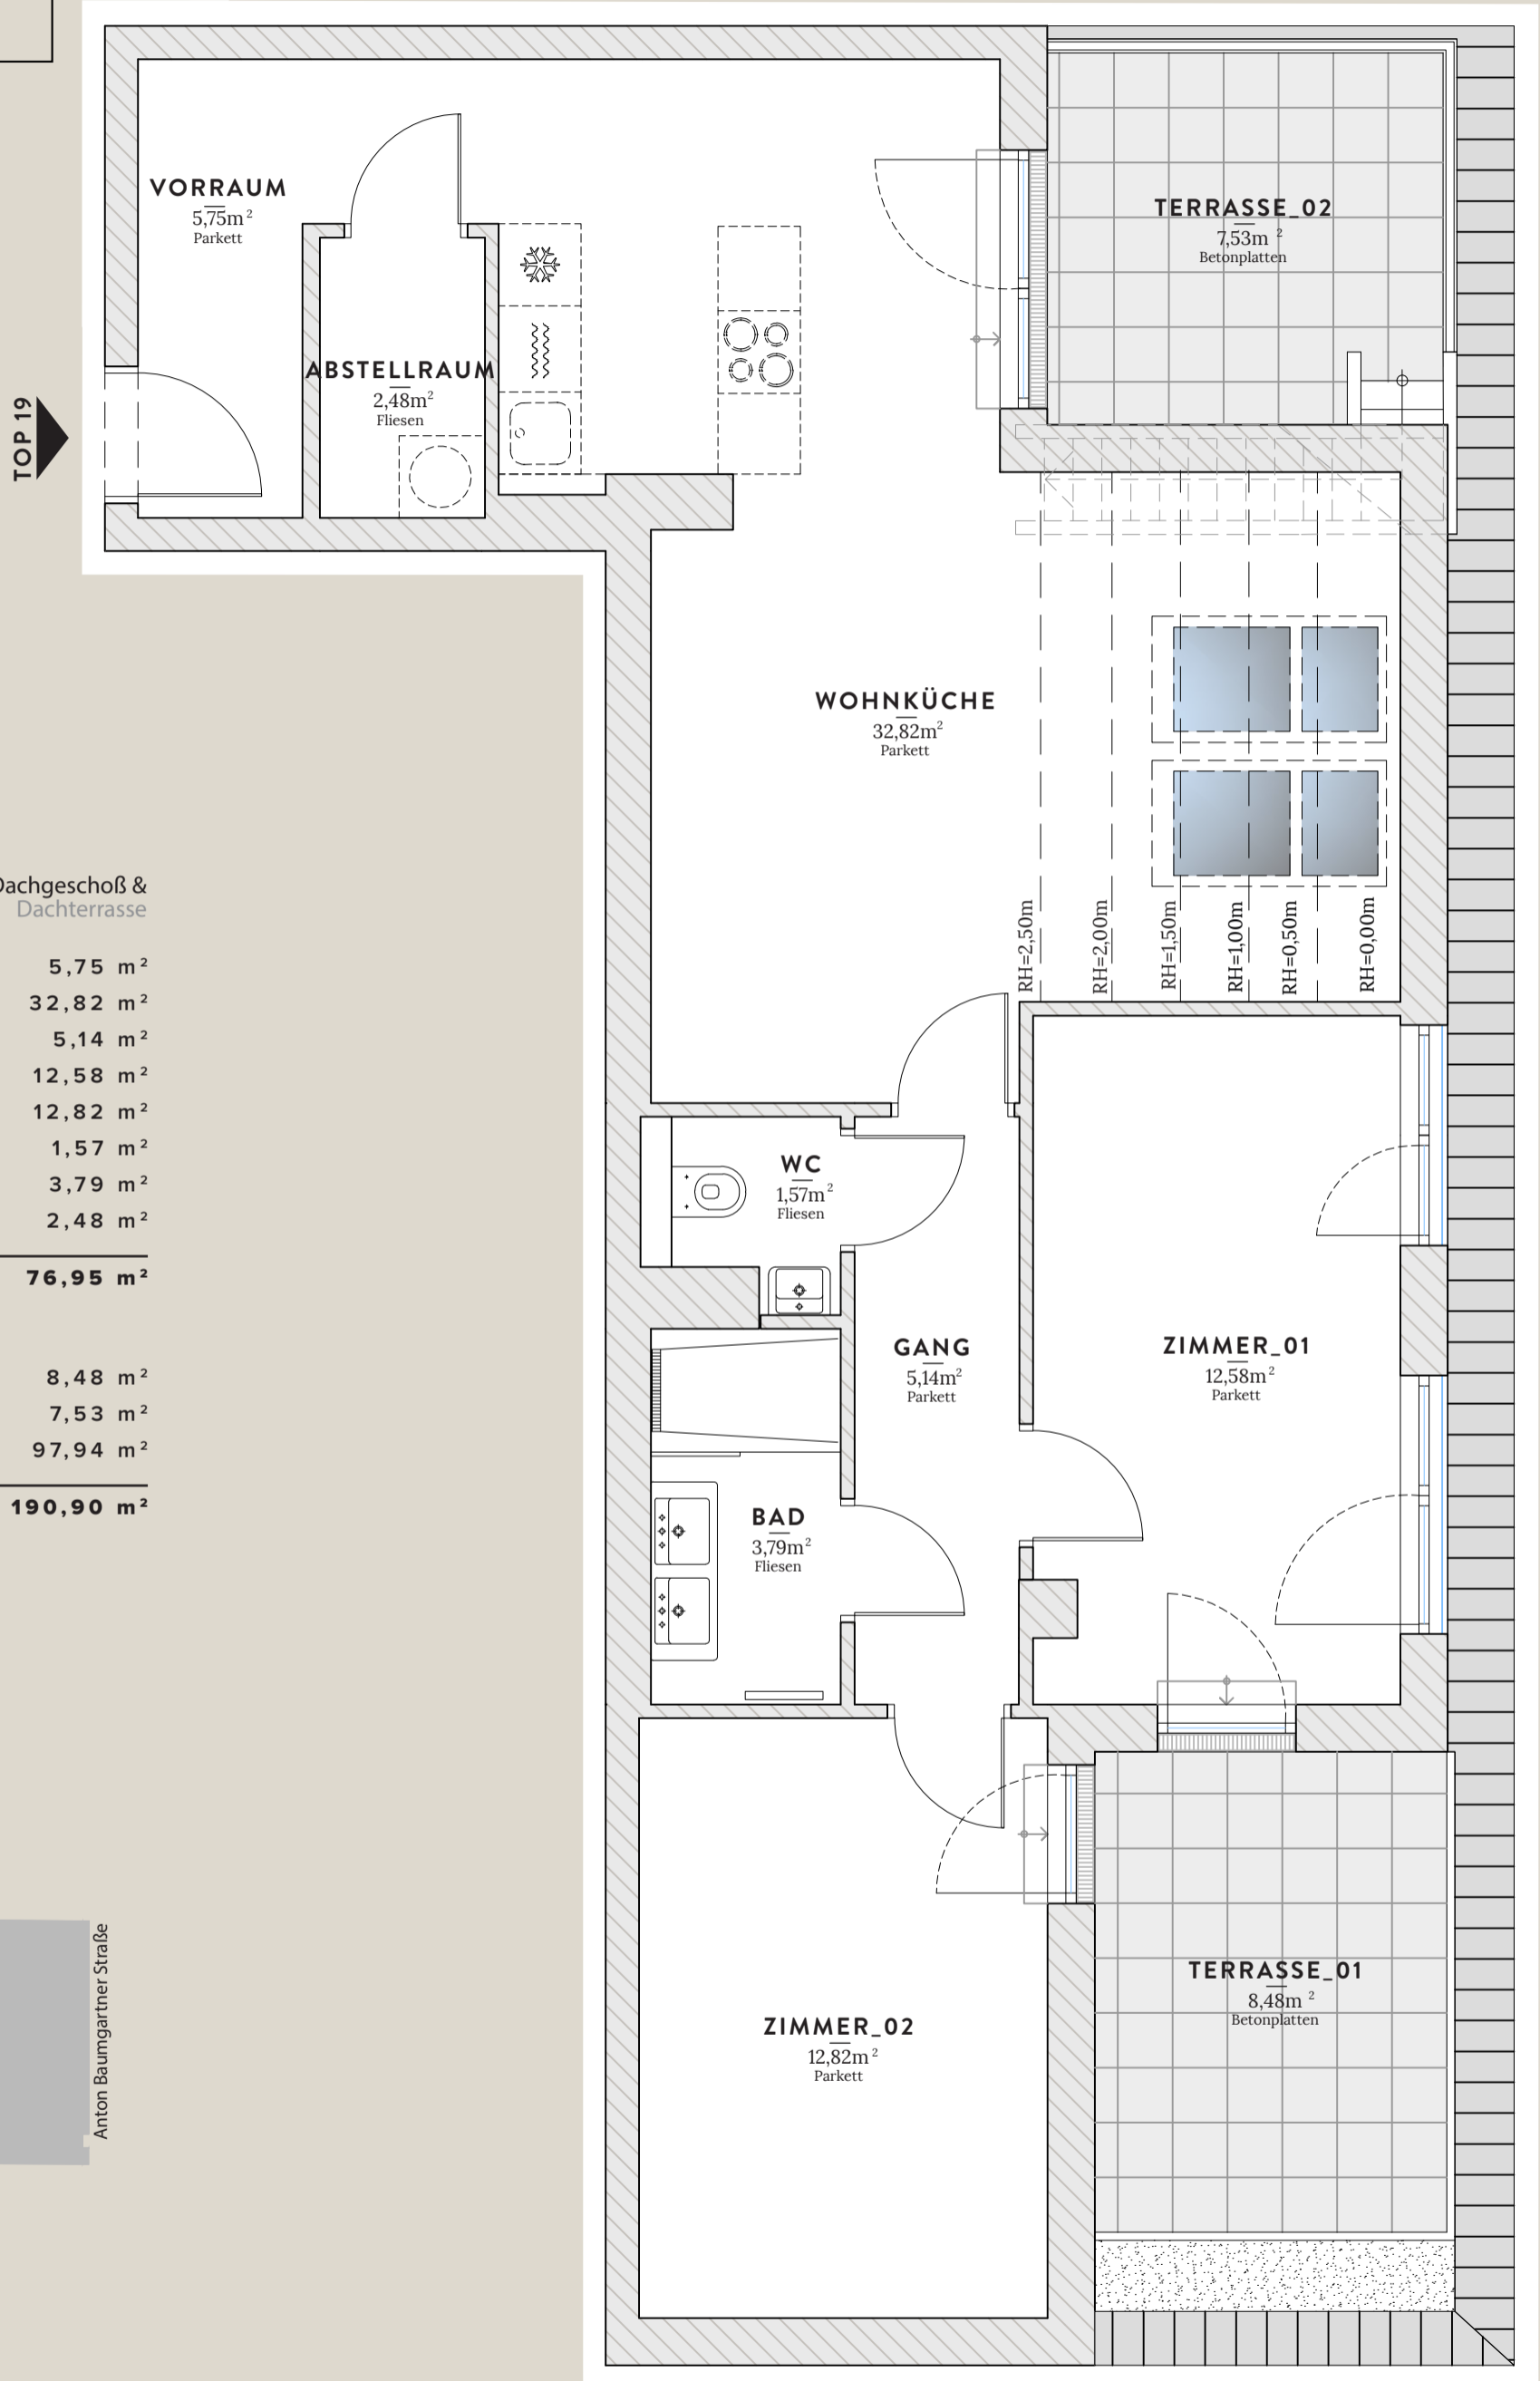 VORRAUM
5,75m²
Parkett
TERRASSE_02
7,53m²
Betonplatten
ABSTELLRAUM
2,48m²
Fliesen
TOP 19
WOHNKÜCHE
32,82m²
Parkett
RH=2,50m
RH=2,00m
RH=1,50m
RH=1,00m
RH=0,50m
RH=0,00m
Dachgeschoß &
Dachterrasse
5,75 m²
32,82 m²
5,14 m²
12,58 m²
12,82 m²
1,57 m²
3,79 m²
2,48 m²
76,95 m²
8,48 m²
7,53 m²
97,94 m²
190,90 m²
WC
1,57m²
Fliesen
GANG
5,14m²
Parkett
ZIMMER_01
12,58m²
Parkett
BAD
3,79m²
Fliesen
TERRASSE_01
8,48m²
Betonplatten
ZIMMER_02
12,82m²
Parkett
Anton Baumgartner Straße